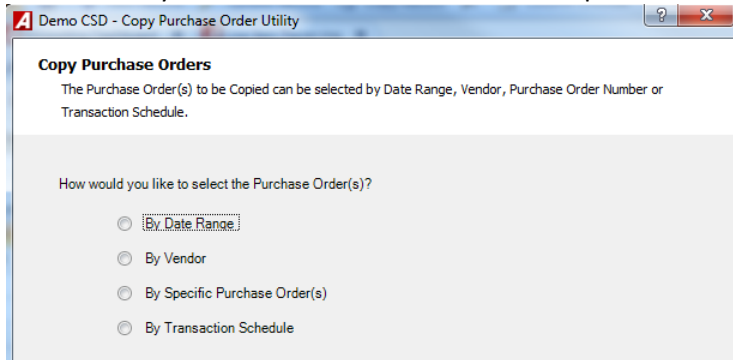 Demo CSD - Copy Purchase Order Utility
Copy Purchase Orders
The Purchase Order(s) to be Copied can be selected by Date Range, Vendor, Purchase Order Number or
Transaction Schedule.
How would you like to select the Purchase Order(s)?
By Date Range
By Vendor
By Specific Purchase Order(s)
By Transaction Schedule